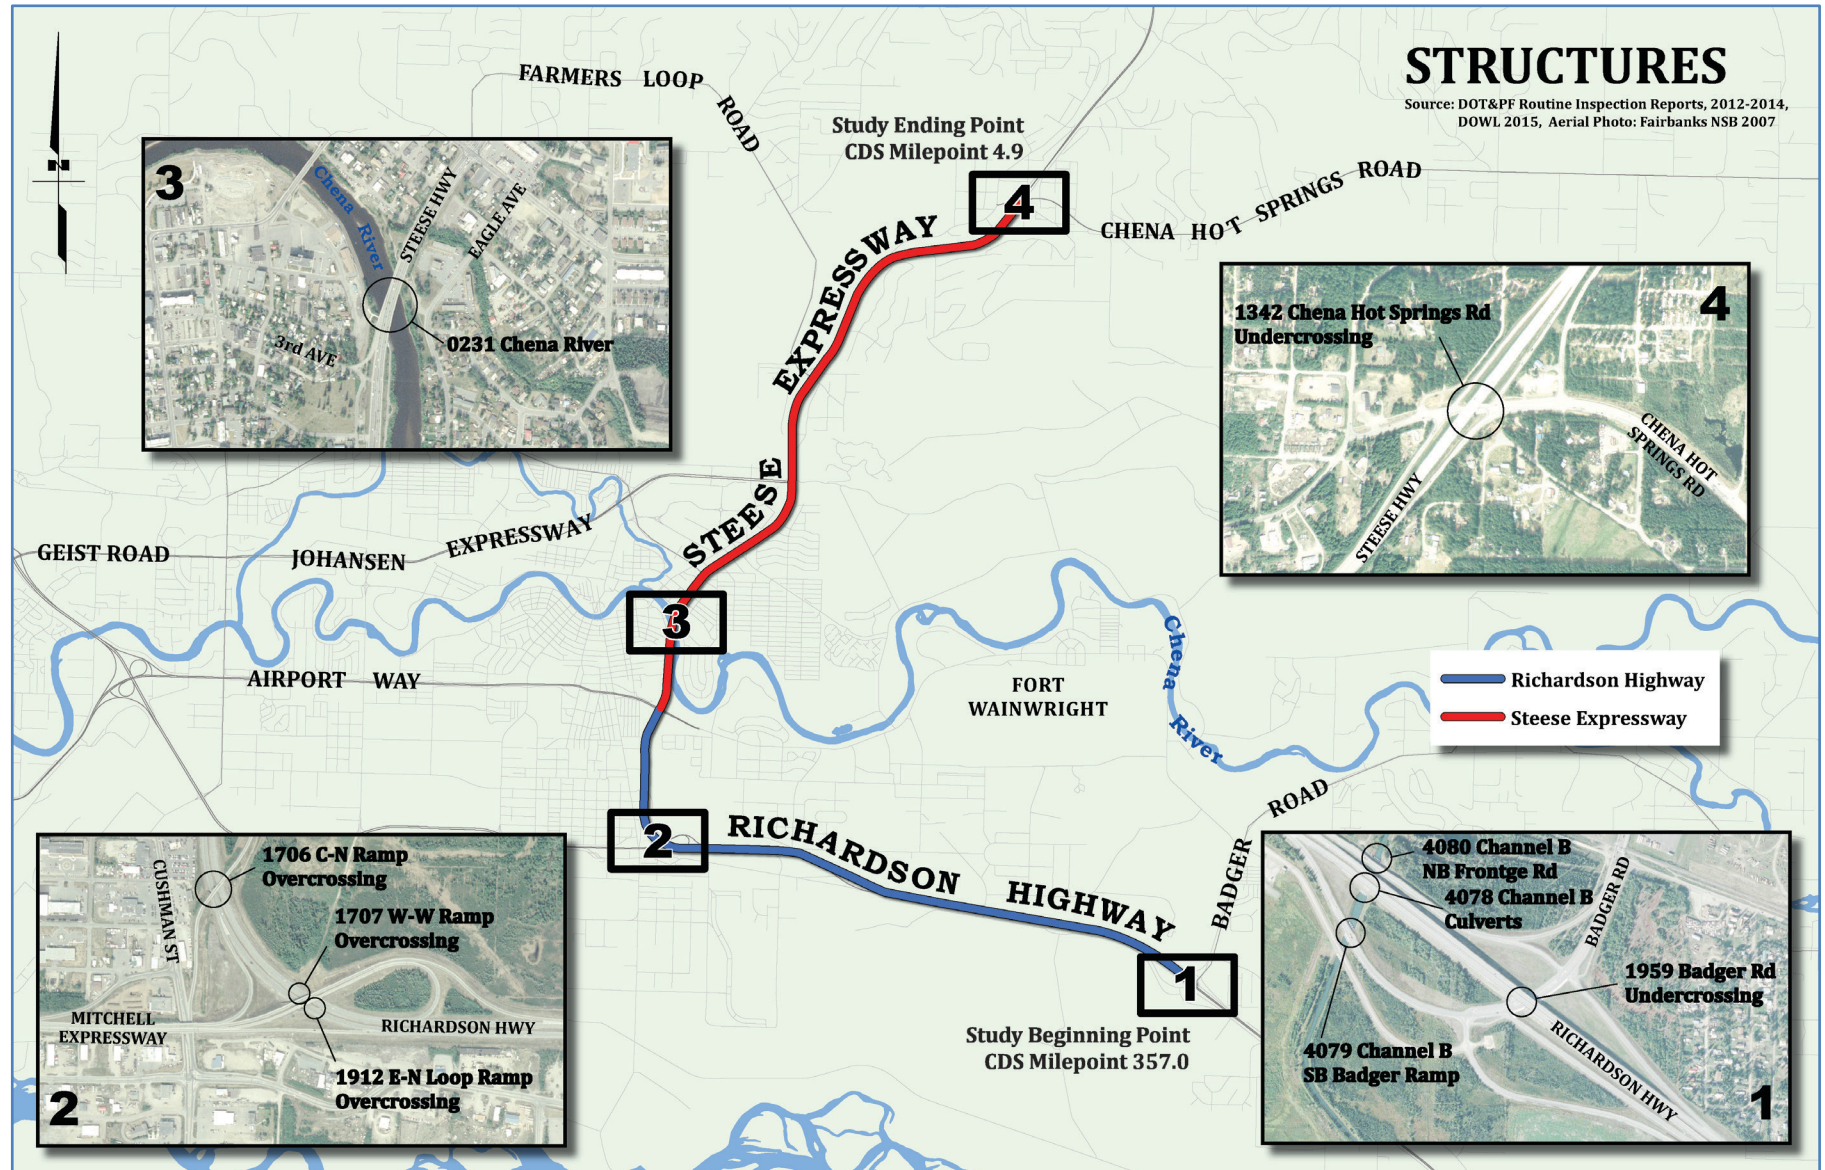 STRUCTURES
Source: DOT&PF Routine Inspection Reports, 2012-2014,
DOWL 2015, Aerial Photo: Fairbanks NSB 2007
FARMERS LOOP
ROAD
Study Ending Point
CDS Milepoint 4.9
4
CHENA HOT SPRINGS ROAD
3
Chena
River
STEESE HWY
EAGLE AVE
3rd AVE
0231 Chena River
STEESE EXPRESSWAY
4
1342 Chena Hot Springs Rd
Undercrossing
CHENA HOT
SPRINGS RD
STEESE HWY
GEIST ROAD
JOHANSEN EXPRESSWAY
3
AIRPORT WAY
FORT
WAINWRIGHT
Chena
River
Richardson Highway
Steese Expressway
BADGER ROAD
2
RICHARDSON HIGHWAY
1
Study Beginning Point
CDS Milepoint 357.0
CUSHMAN ST
1706 C-N Ramp
Overcrossing
1707 W-W Ramp
Overcrossing
MITCHELL
EXPRESSWAY
RICHARDSON HWY
1912 E-N Loop Ramp
Overcrossing
2
4080 Channel B
NB Frontge Rd
4078 Channel B
Culverts
BADGER RD
1959 Badger Rd
Undercrossing
4079 Channel B
SB Badger Ramp
RICHARDSON HWY
1